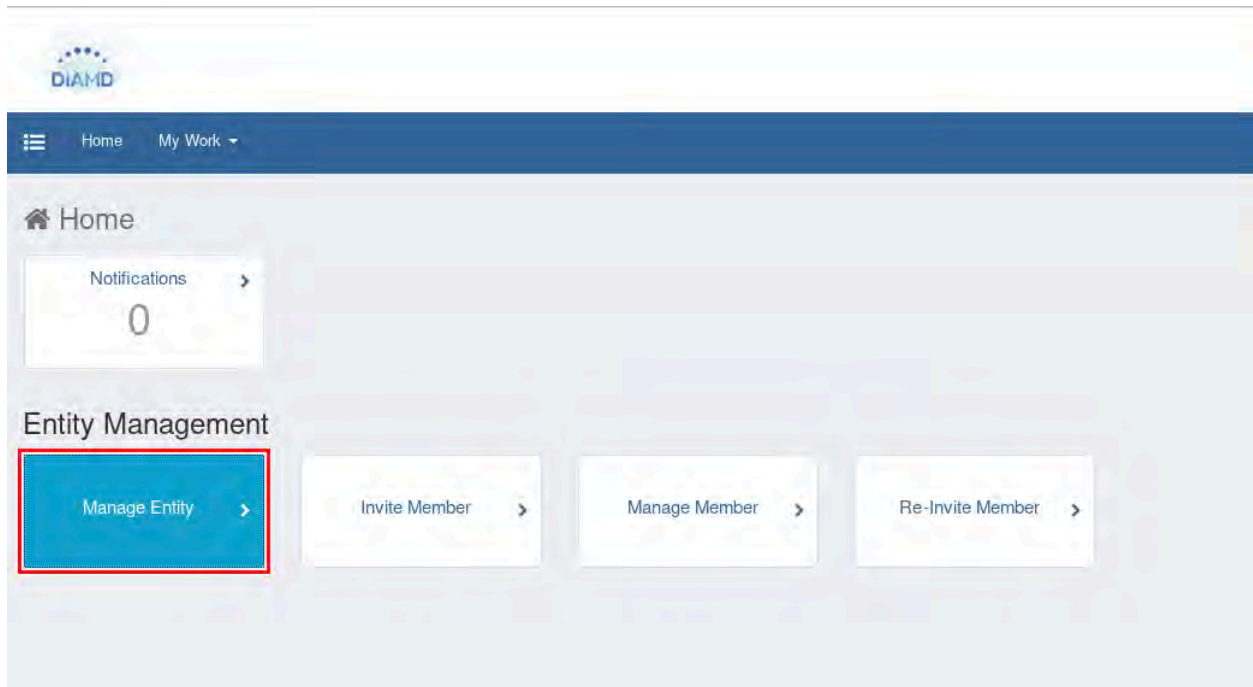 DIAMD
Home My Work
Home
Notifications
0
Entity Management
Manage Entity Invite Member Manage Member Re-Invite Member